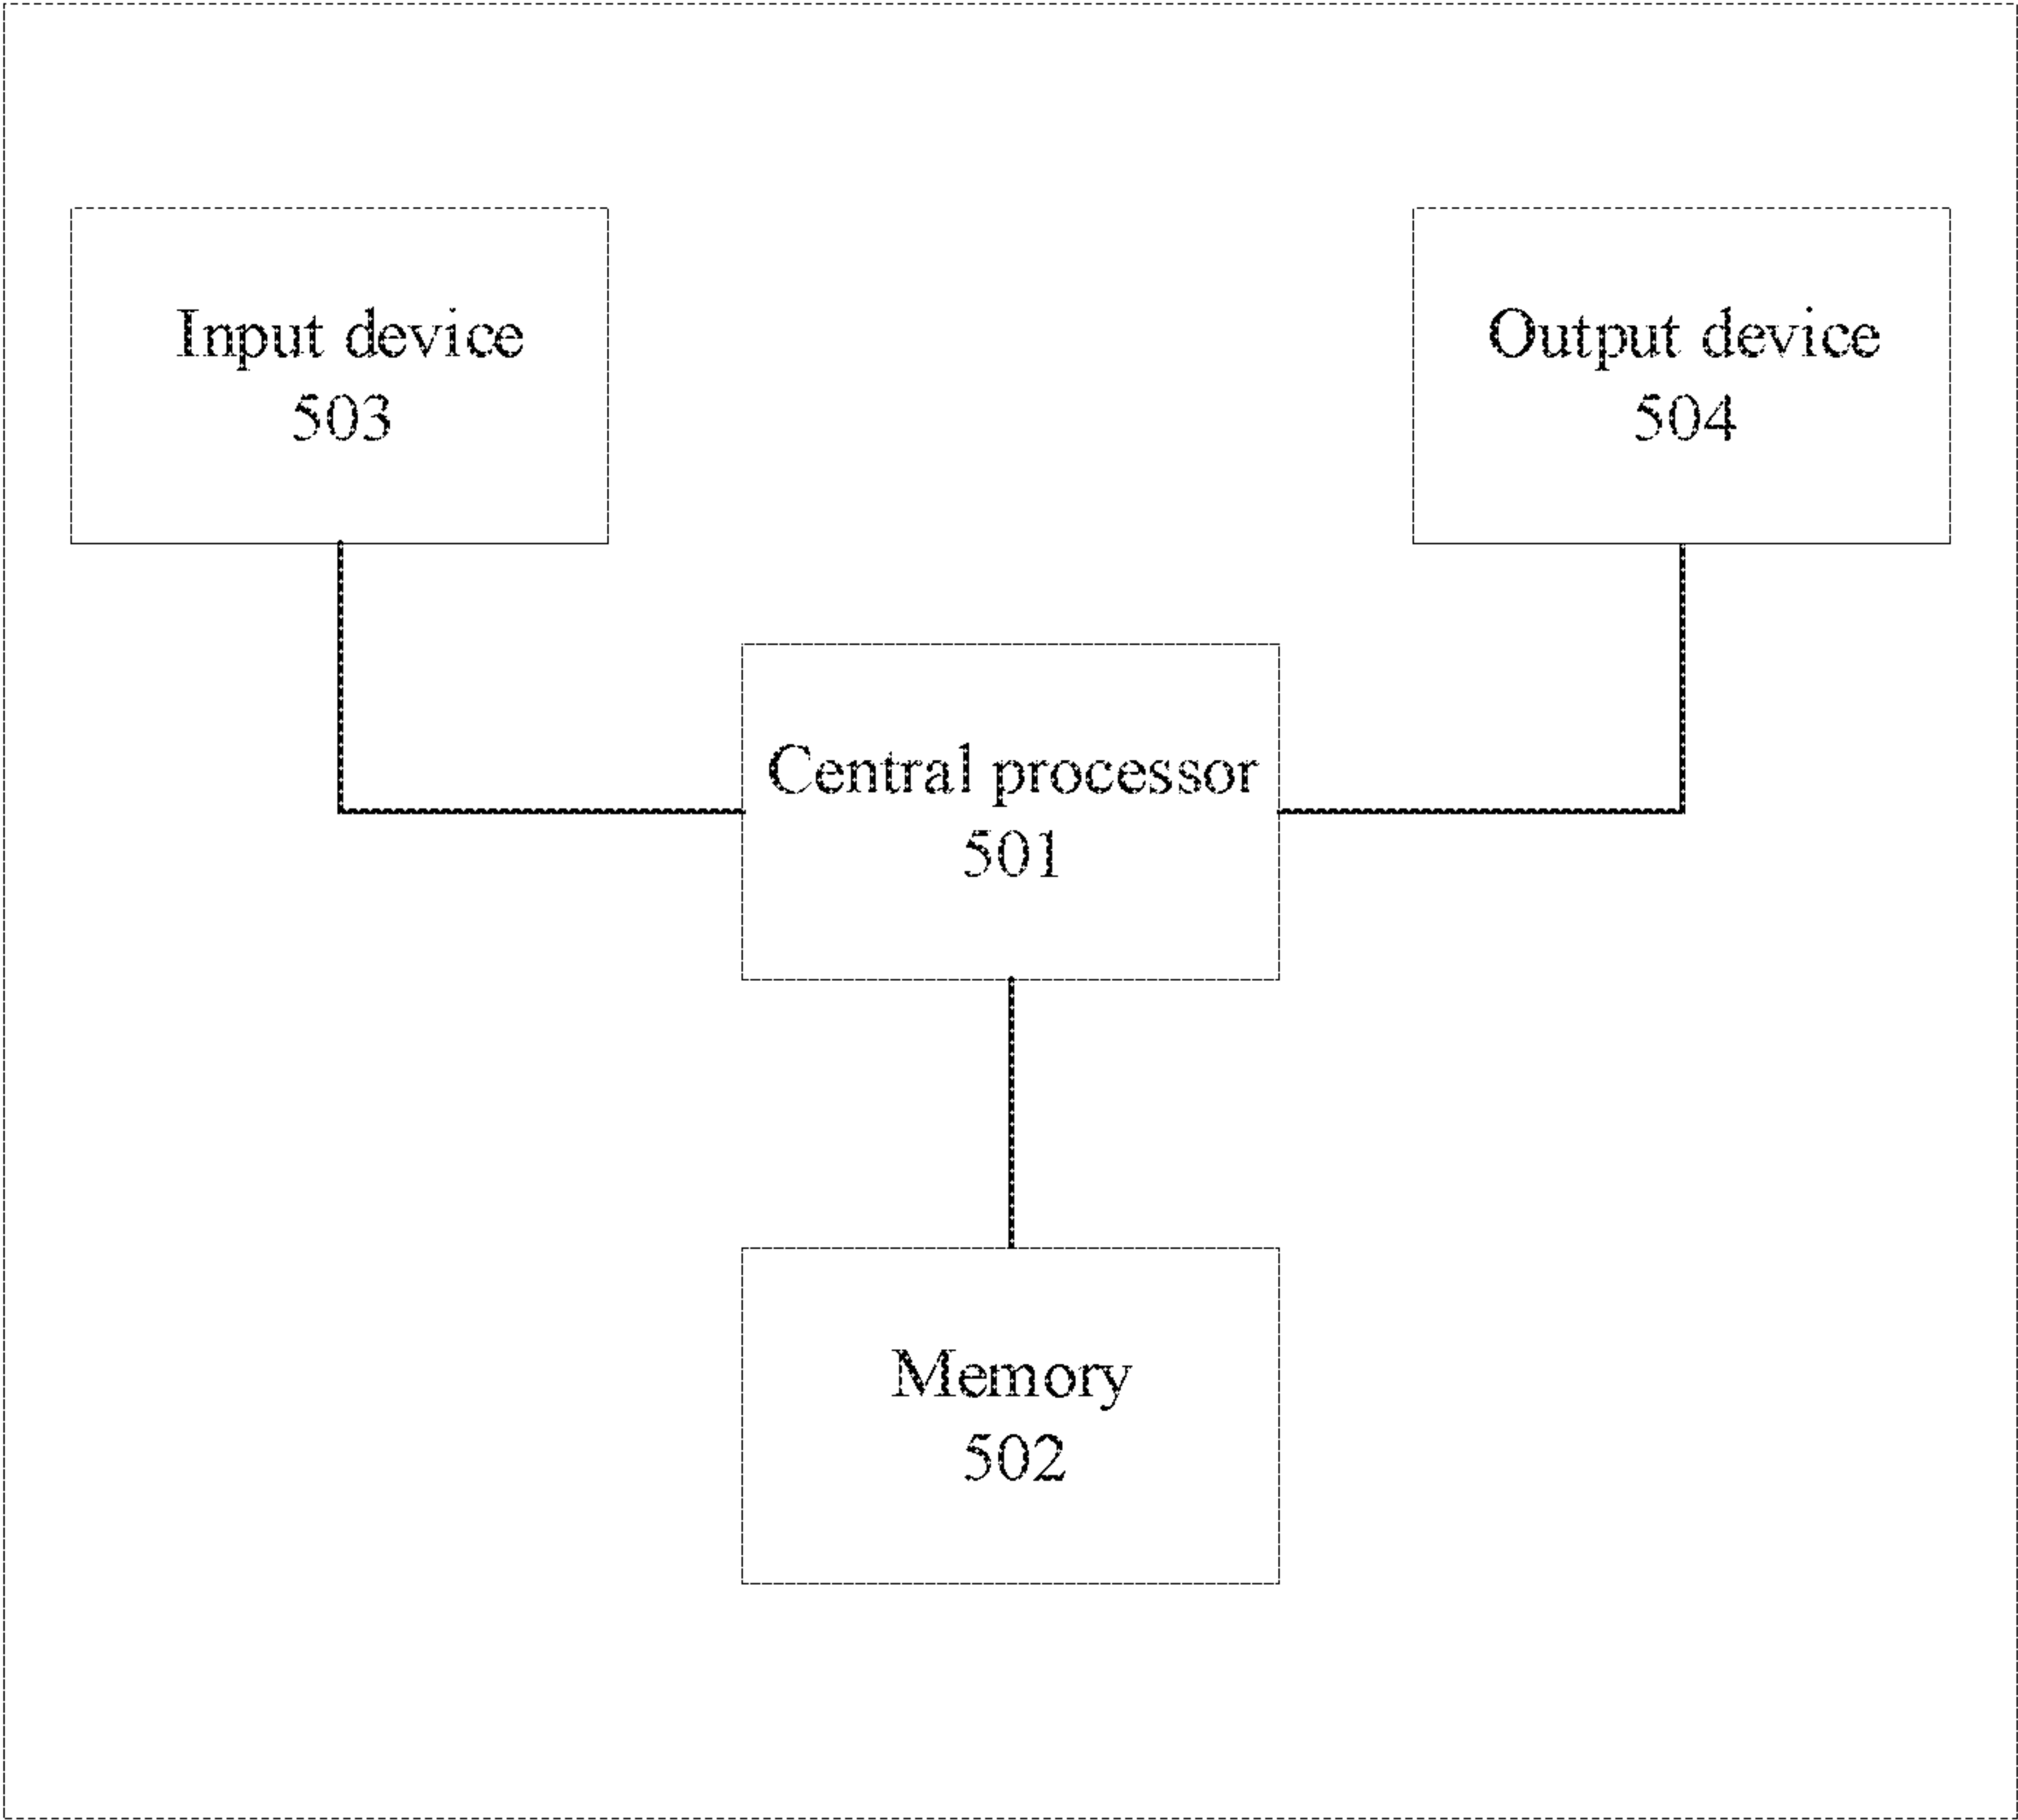 Input device
503
Output device
504
Central processor
501
Memory
502